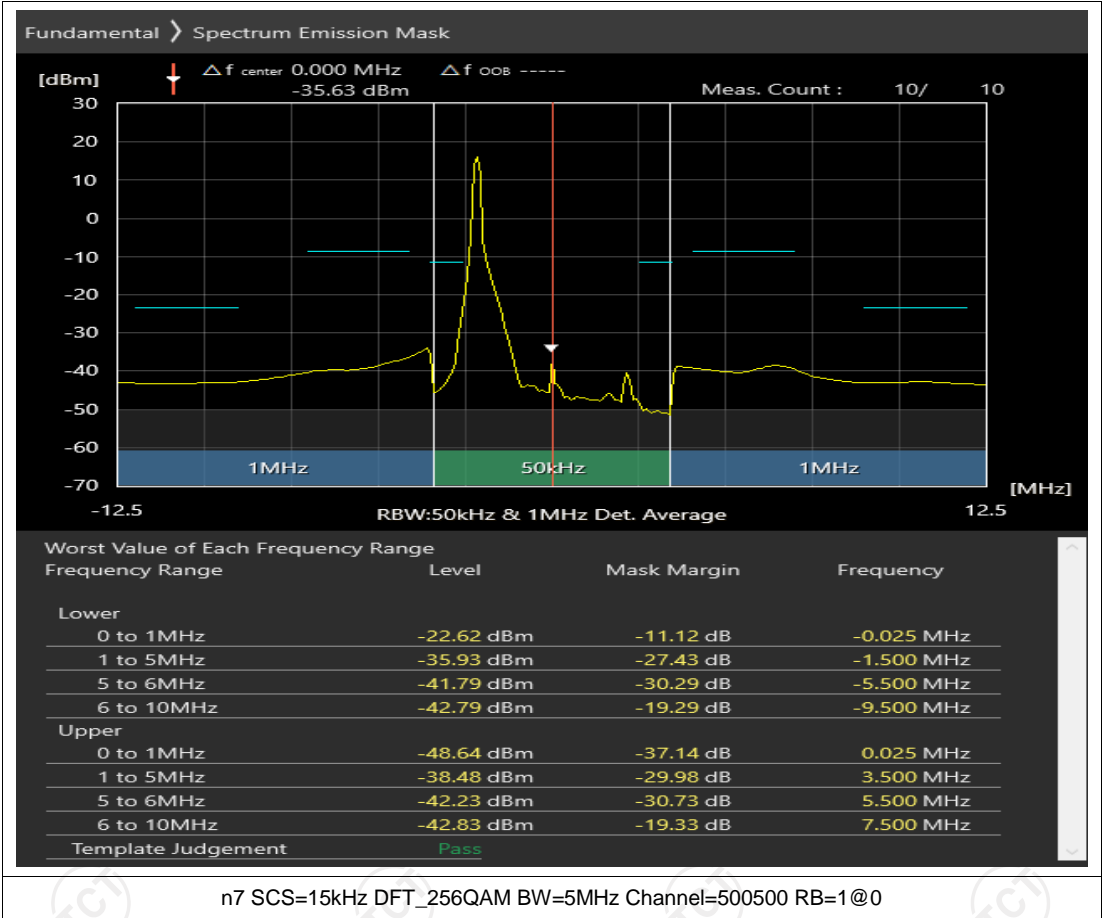 Fundamental ❯ Spectrum Emission Mask
[dBm] △f center 0.000 MHz △f OOB -----
-35.63 dBm Meas. Count : 10/ 10
30
20
10
0
-10
-20
-30
-40
-50
-60
1MHz 50kHz 1MHz
-70 [MHz]
-12.5 RBW:50kHz & 1MHz Det. Average 12.5
Worst Value of Each Frequency Range
Frequency Range Level Mask Margin Frequency
Lower
0 to 1MHz -22.62 dBm -11.12 dB -0.025 MHz
1 to 5MHz -35.93 dBm -27.43 dB -1.500 MHz
5 to 6MHz -41.79 dBm -30.29 dB -5.500 MHz
6 to 10MHz -42.79 dBm -19.29 dB -9.500 MHz
Upper
0 to 1MHz -48.64 dBm -37.14 dB 0.025 MHz
1 to 5MHz -38.48 dBm -29.98 dB 3.500 MHz
5 to 6MHz -42.23 dBm -30.73 dB 5.500 MHz
6 to 10MHz -42.83 dBm -19.33 dB 7.500 MHz
Template Judgement Pass
n7 SCS=15kHz DFT_256QAM BW=5MHz Channel=500500 RB=1@0
TCT TCT TCT TCT